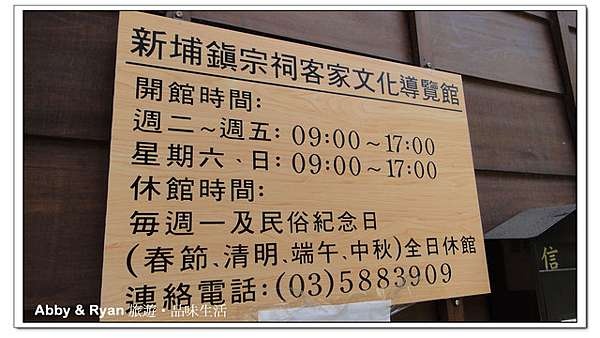 新埔鎮宗祠客家文化導覽館
開館時間:
週二~週五: 09:00~17:00
星期六、日: 09:00~17:00
休館時間:
每週一及民俗紀念日
(春節、清明、端午、中秋)全日休館
連絡電話:(03)5883909
信
Abby & Ryan 旅遊‧品味生活